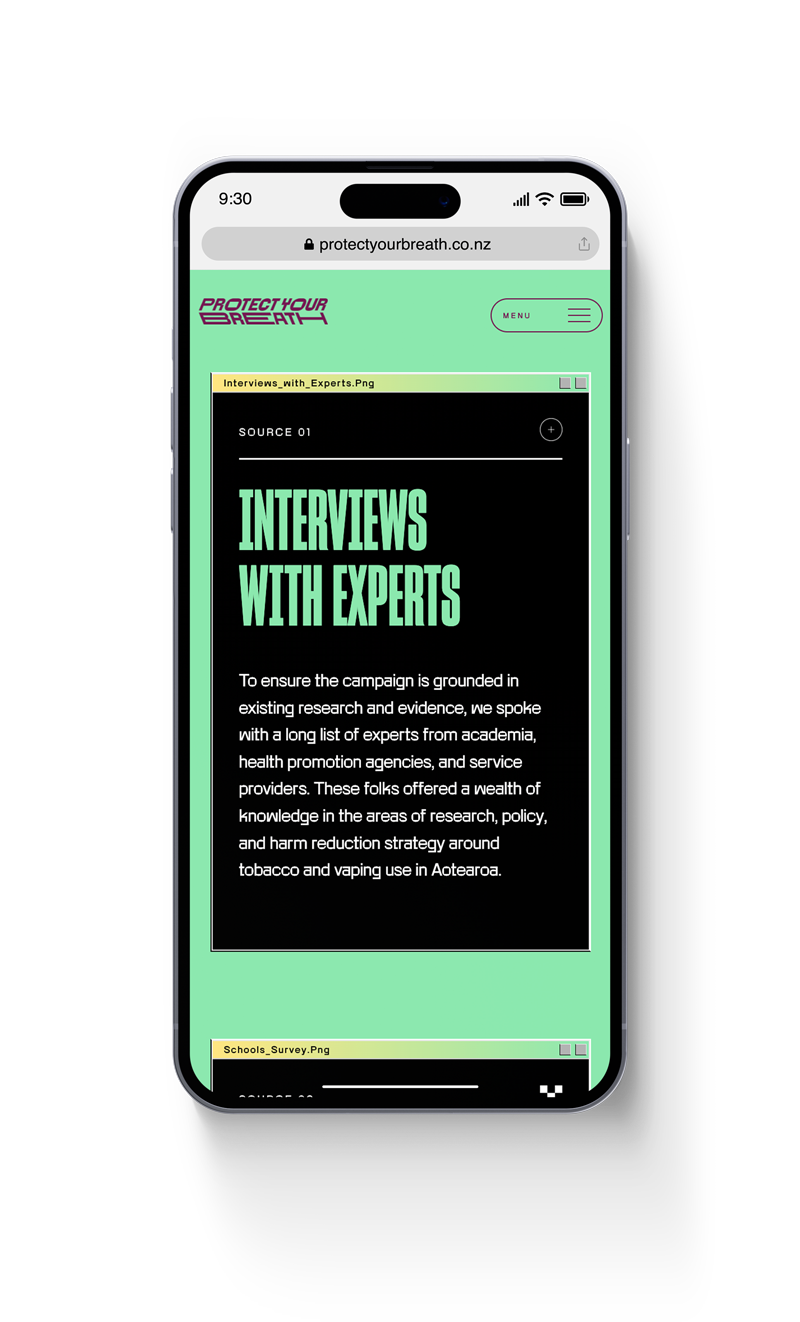 9:30
protectyourbreath.co.nz
PROTECT YOUR
BREATH
MENU
Interviews_with_Experts.Png
SOURCE 01
INTERVIEWS
WITH EXPERTS
To ensure the campaign is grounded in
existing research and evidence, we spoke
with a long list of experts from academia,
health promotion agencies, and service
providers. These folks offered a wealth of
knowledge in the areas of research, policy,
and harm reduction strategy around
tobacco and vaping use in Aotearoa.
Schools_Survey.Png